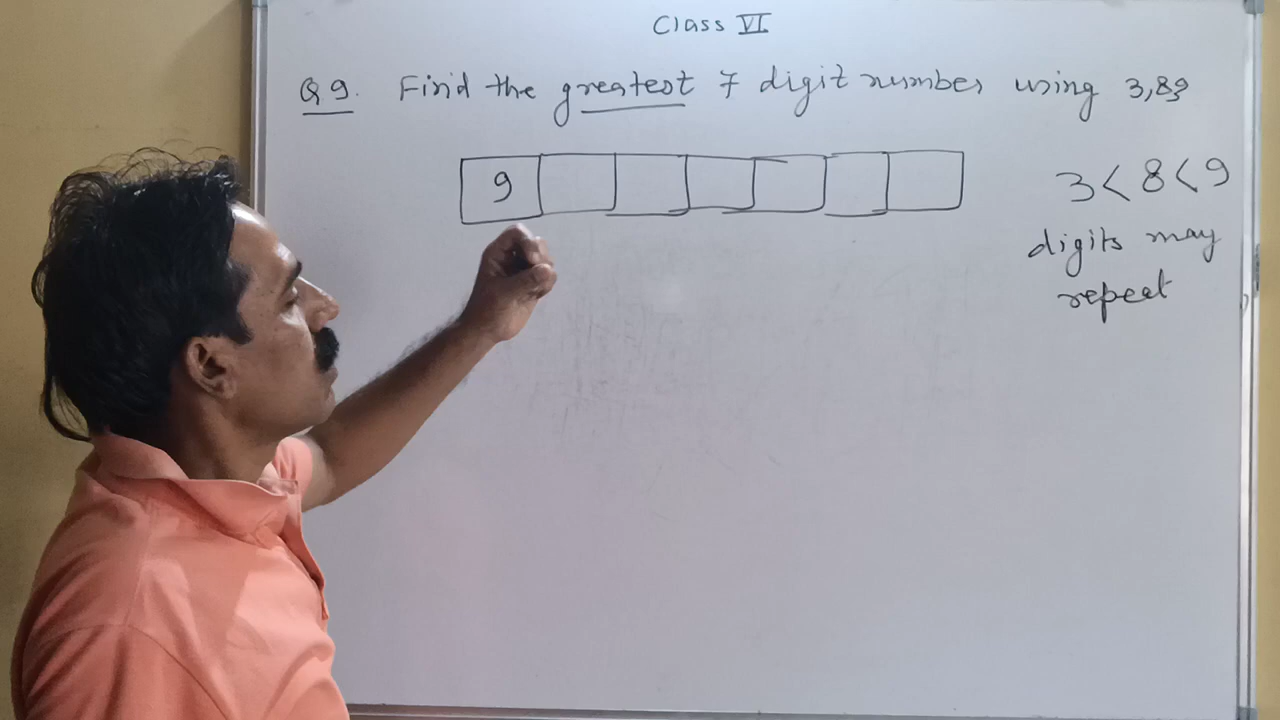 Class VI
Q 9. Find the greatest 7 digit number using 3,8,9
9
3 < 8 < 9
digits may
repeat